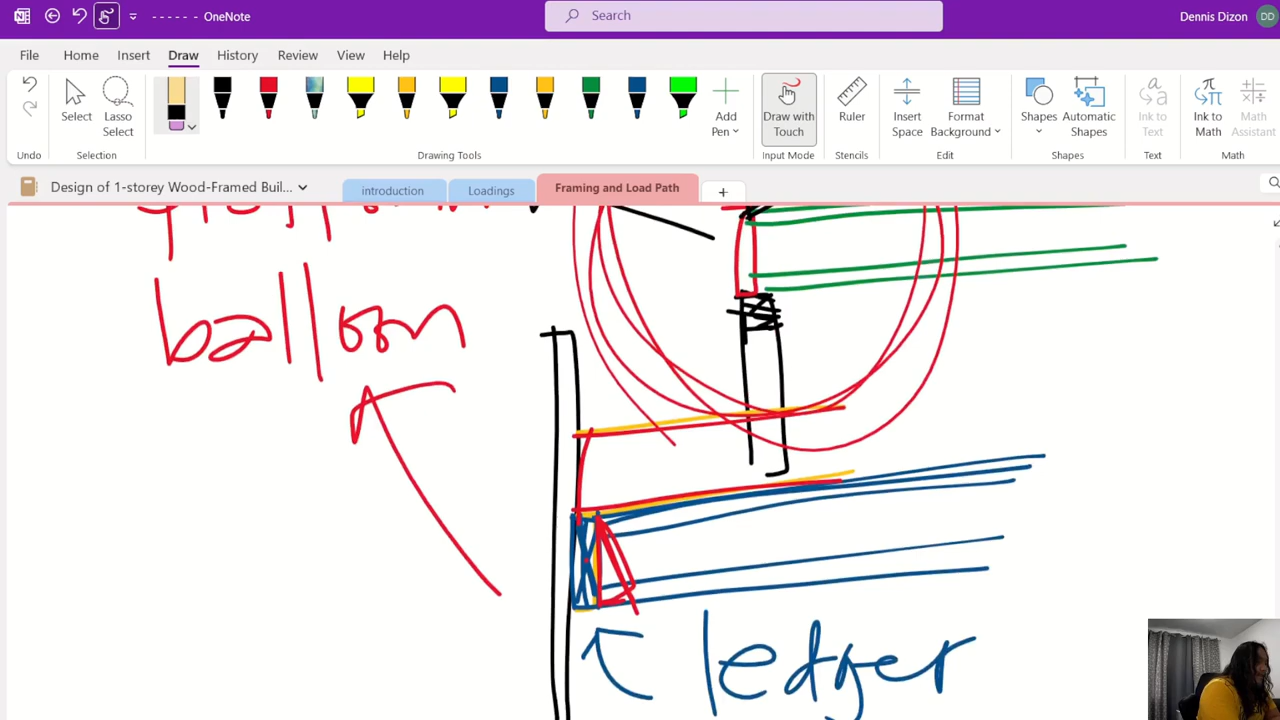 - - - - - - OneNote
Search
Dennis Dizon
DD
File Home Insert Draw History Review View Help
Select
Lasso Select
Add Pen
Draw with Touch
Ruler
Insert Space
Format Background
Shapes
Automatic Shapes
Ink to Text
Ink to Math
Math Assistant
Undo Selection Drawing Tools Input Mode Stencils Edit Shapes Text Math
Design of 1-storey Wood-Framed Buil... introduction Loadings Framing and Load Path
balloon
ledger